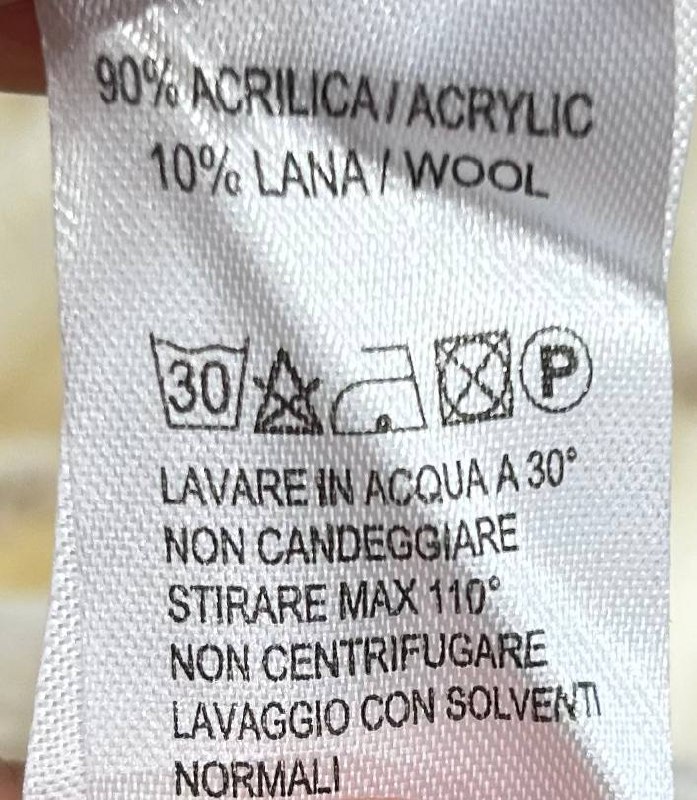 90% ACRILICA / ACRYLIC
10% LANA / WOOL
30 P
LAVARE IN ACQUA A 30°
NON CANDEGGIARE
STIRARE MAX 110°
NON CENTRIFUGARE
LAVAGGIO CON SOLVENTI
NORMALI